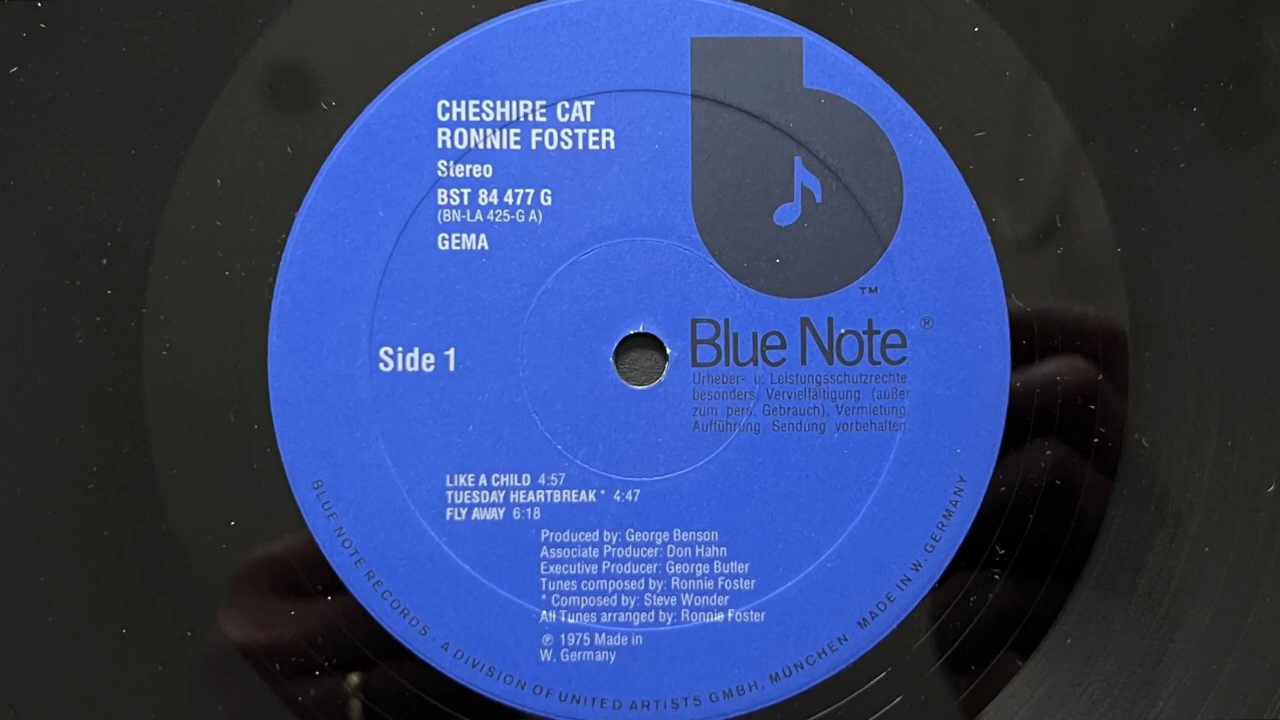 CHESHIRE CAT
RONNIE FOSTER
Stereo
BST 84 477 G
(BN-LA 425-G A)
GEMA
Side 1
TM
Blue Note ®
Urheber- u. Leistungsschutzrechte,
besonders Vervielfältigung (außer
zum pers. Gebrauch), Vermietung,
Aufführung Sendung vorbehalten.
LIKE A CHILD 4:57
TUESDAY HEARTBREAK * 4:47
FLY AWAY 6:18
Produced by: George Benson
Associate Producer: Don Hahn
Executive Producer: George Butler
Tunes composed by: Ronnie Foster
* Composed by: Steve Wonder
All Tunes arranged by: Ronnie Foster
℗ 1975 Made in
W. Germany
BLUE NOTE RECORDS · A DIVISION OF UNITED ARTISTS GMBH, MÜNCHEN · MADE IN W. GERMANY